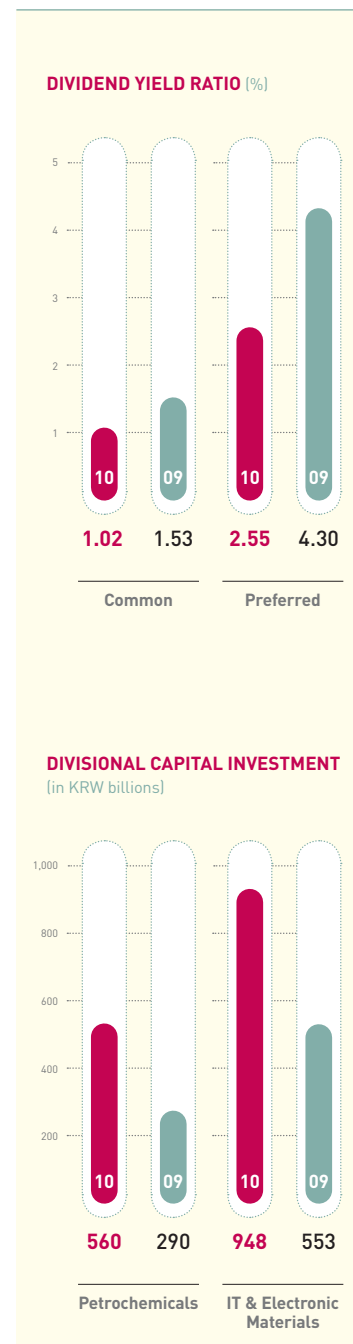 DIVIDEND YIELD RATIO (%)
5
4
3
2
1
10 09 10 09
1.02 1.53 2.55 4.30
Common Preferred
DIVISIONAL CAPITAL INVESTMENT
(in KRW billions)
1,000
800
600
400
200
10 09 10 09
560 290 948 553
Petrochemicals IT & Electronic
Materials